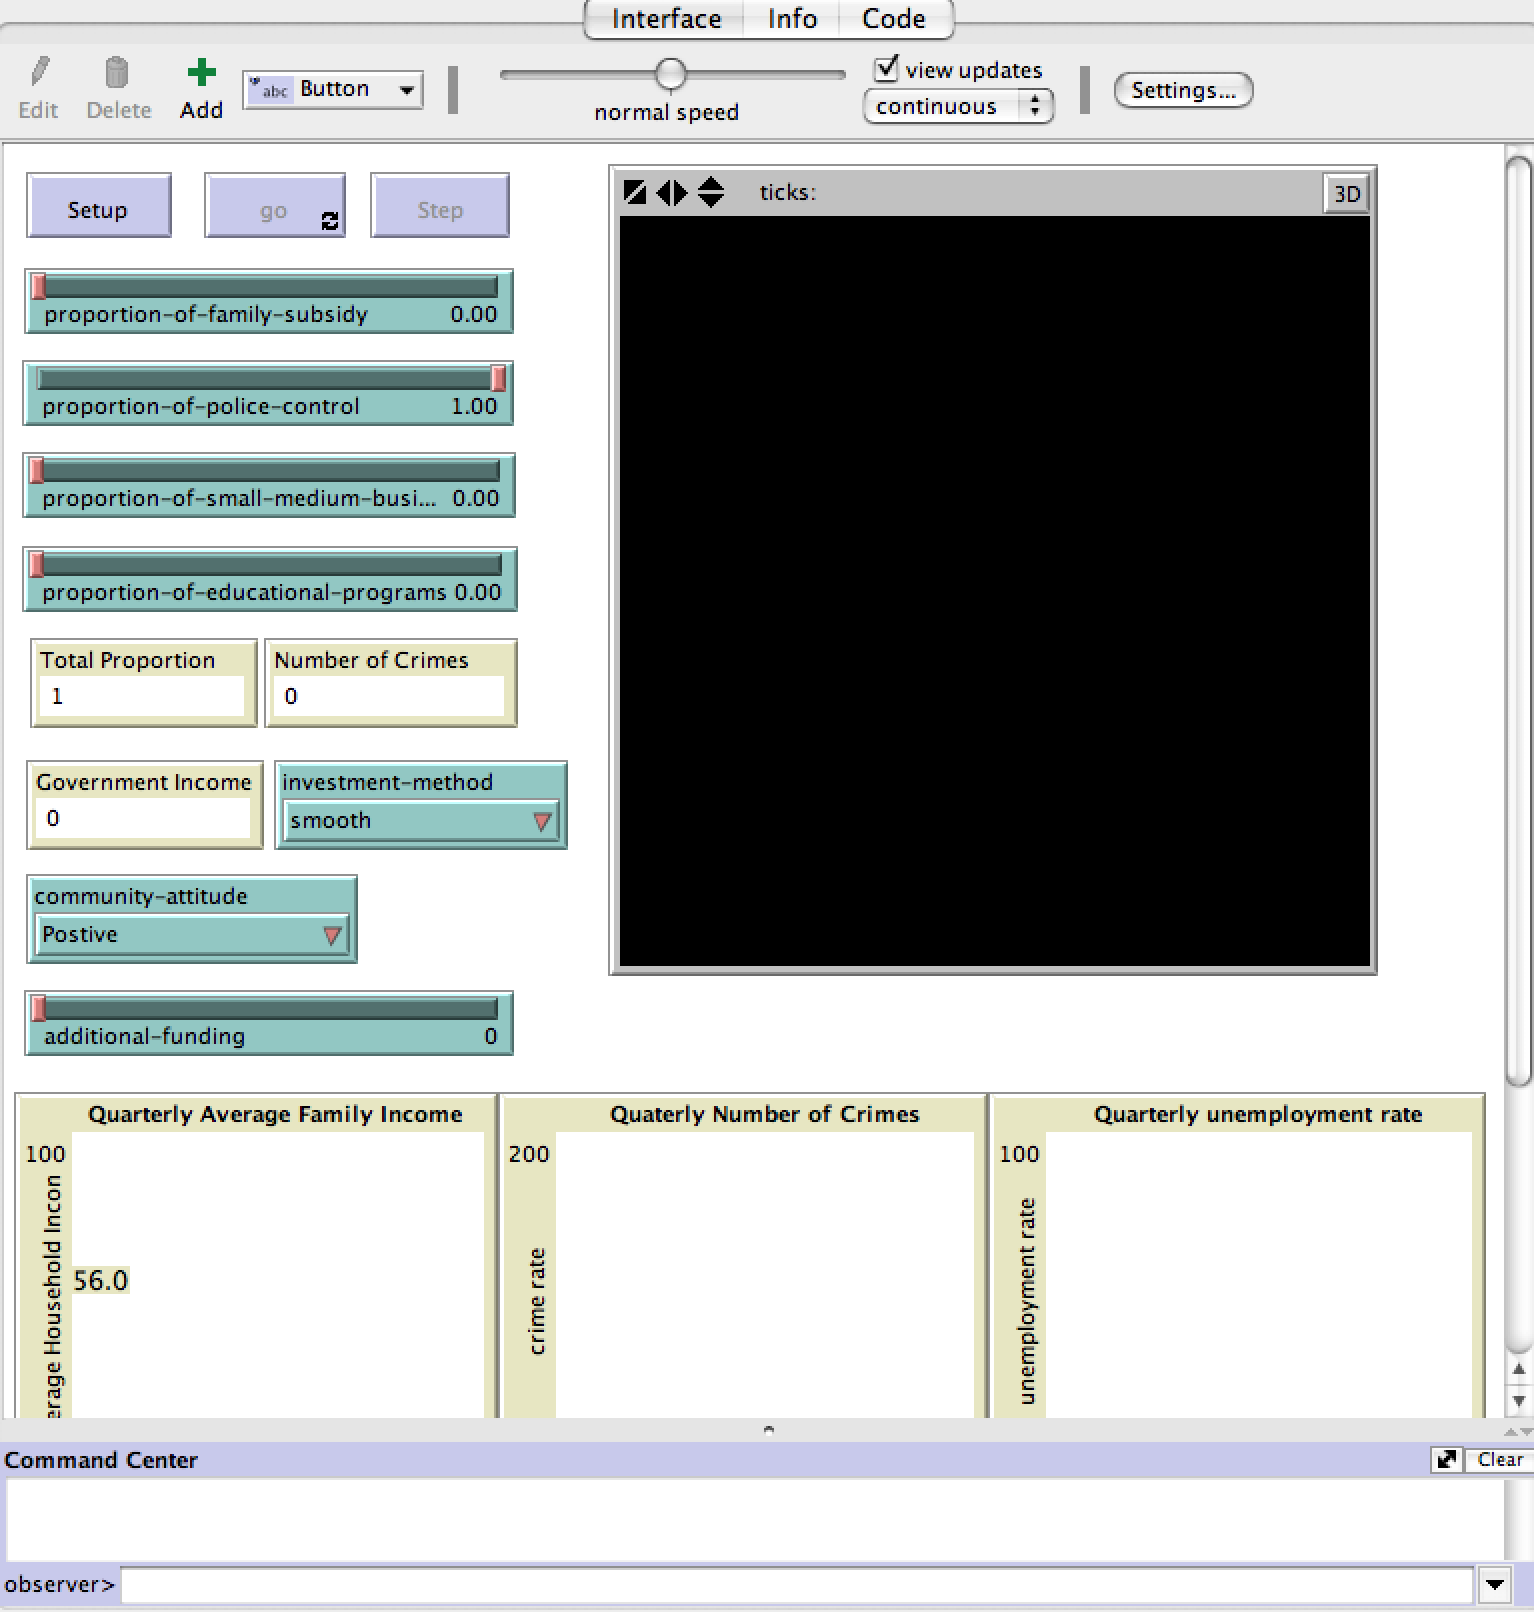 Interface Info Code
Edit Delete Add abc Button normal speed view updates continuous Settings...
Setup go Step
ticks: 3D
proportion-of-family-subsidy 0.00
proportion-of-police-control 1.00
proportion-of-small-medium-busi... 0.00
proportion-of-educational-programs 0.00
Total Proportion
1
Number of Crimes
0
Government Income
0
investment-method
smooth
community-attitude
Postive
additional-funding 0
Quarterly Average Family Income
100
erage Household Incon
56.0
Quaterly Number of Crimes
200
crime rate
Quarterly unemployment rate
100
unemployment rate
Command Center Clear
observer>